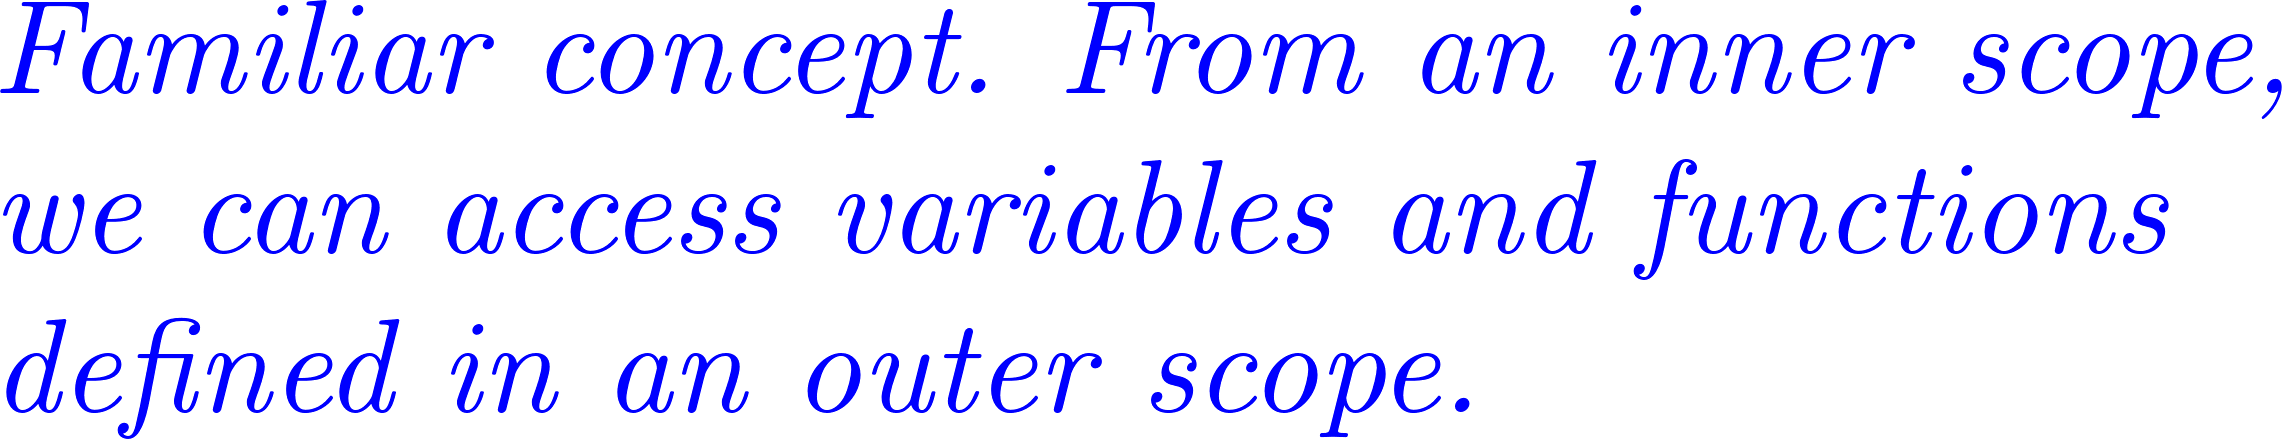 Familiar concept. From an inner scope,
we can access variables and functions
defined in an outer scope.